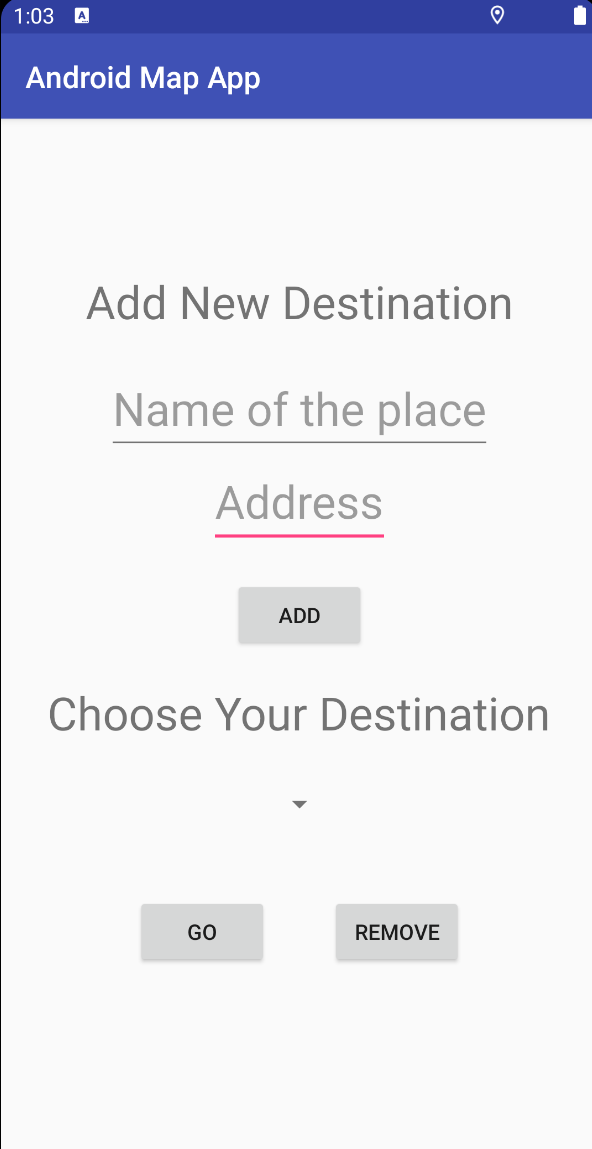 1:03
Android Map App
Add New Destination
Name of the place
Address
ADD
Choose Your Destination
GO REMOVE